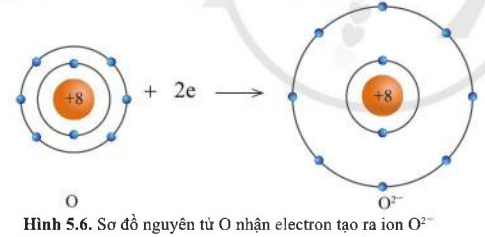 +8 + 2e +8
O O²⁻
Hình 5.6. Sơ đồ nguyên tử O nhận electron tạo ra ion O²⁻